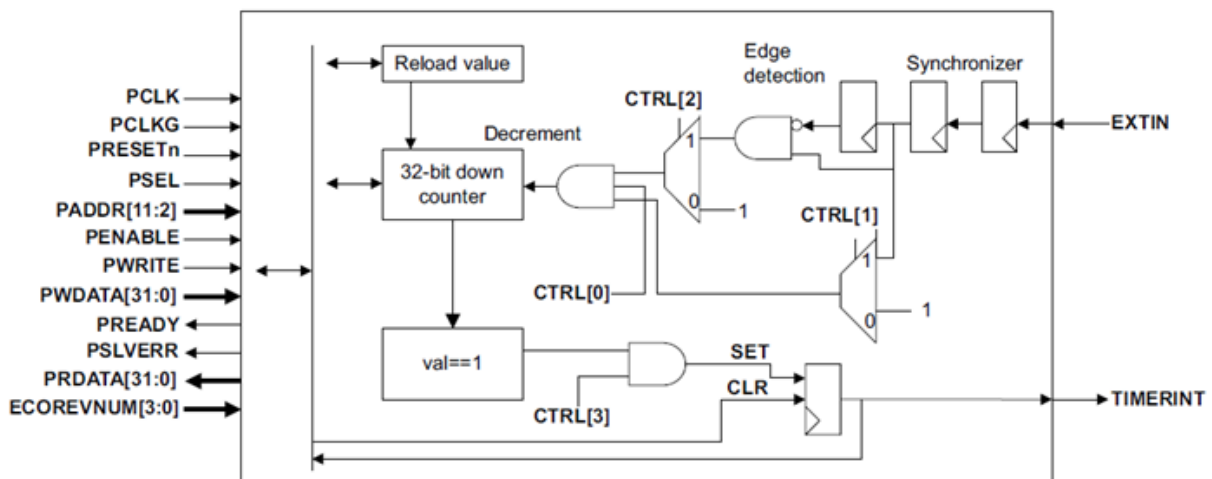 PCLK
PCLKG
PRESETn
PSEL
PADDR[11:2]
PENABLE
PWRITE
PWDATA[31:0]
PREADY
PSLVERR
PRDATA[31:0]
ECOREVNUM[3:0]
Reload value
Decrement
32-bit down
counter
val==1
CTRL[0]
CTRL[3]
CTRL[2]
1
0
1
Edge
detection
Synchronizer
EXTIN
CTRL[1]
1
0
1
SET
CLR
TIMERINT